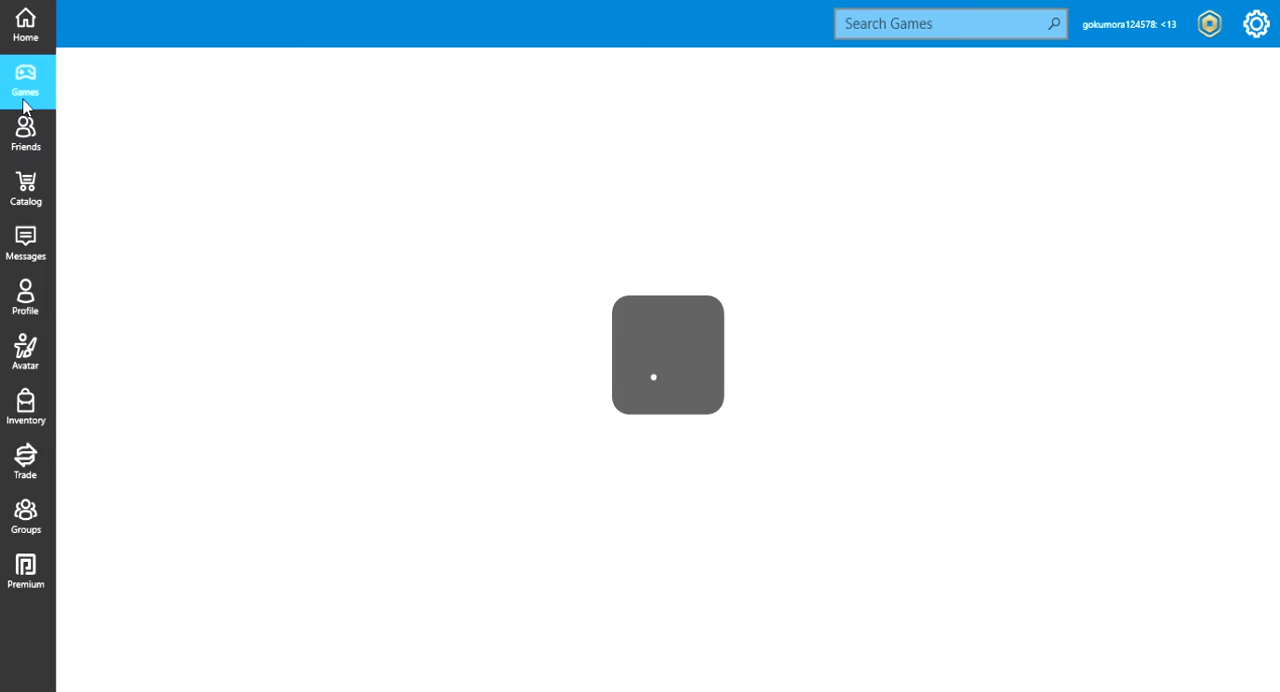 Home
Search Games
gokumora124578: <13
Games
Friends
Catalog
Messages
Profile
Avatar
Inventory
Trade
Groups
Premium